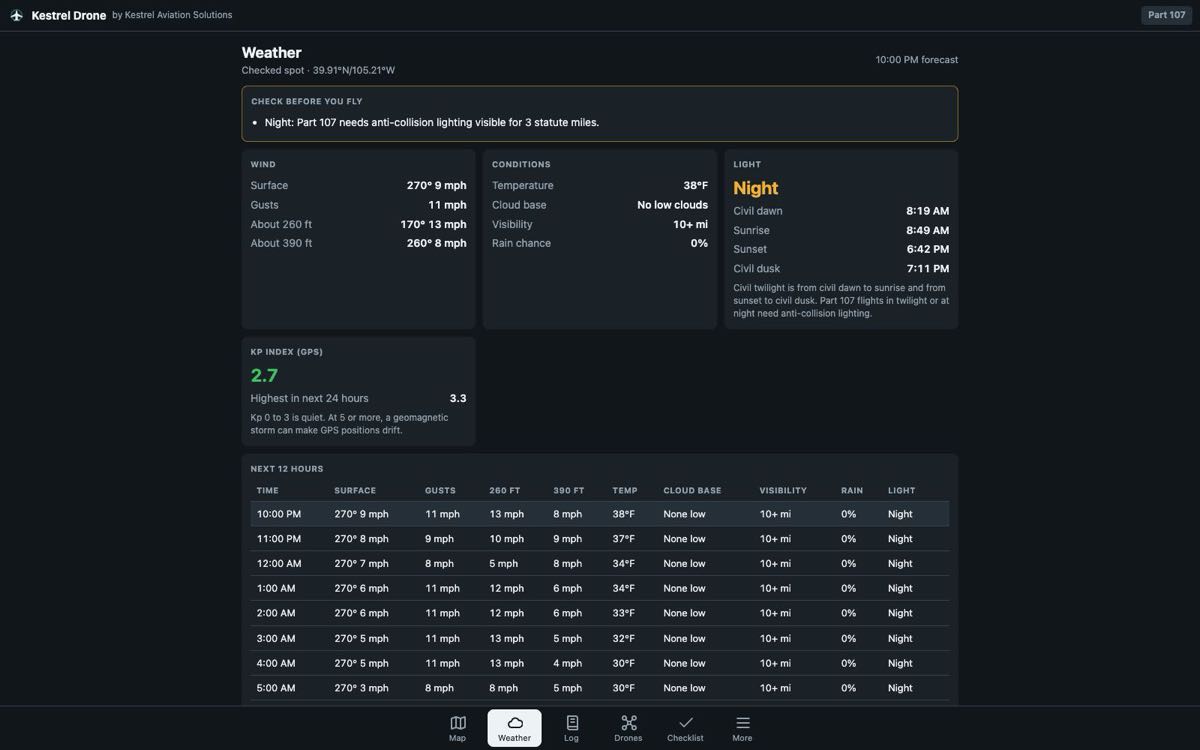 Kestrel Drone by Kestrel Aviation Solutions
Part 107
Weather
Checked spot · 39.91°N/105.21°W
10:00 PM forecast
CHECK BEFORE YOU FLY
• Night: Part 107 needs anti-collision lighting visible for 3 statute miles.
WIND
Surface 270° 9 mph
Gusts 11 mph
About 260 ft 170° 13 mph
About 390 ft 260° 8 mph
CONDITIONS
Temperature 38°F
Cloud base No low clouds
Visibility 10+ mi
Rain chance 0%
LIGHT
Night
Civil dawn 8:19 AM
Sunrise 8:49 AM
Sunset 6:42 PM
Civil dusk 7:11 PM
Civil twilight is from civil dawn to sunrise and from
sunset to civil dusk. Part 107 flights in twilight or at
night need anti-collision lighting.
KP INDEX (GPS)
2.7
Highest in next 24 hours 3.3
Kp 0 to 3 is quiet. At 5 or more, a geomagnetic
storm can make GPS positions drift.
NEXT 12 HOURS
TIME SURFACE GUSTS 260 FT 390 FT TEMP CLOUD BASE VISIBILITY RAIN LIGHT
10:00 PM 270° 9 mph 11 mph 13 mph 8 mph 38°F None low 10+ mi 0% Night
11:00 PM 270° 8 mph 9 mph 10 mph 9 mph 37°F None low 10+ mi 0% Night
12:00 AM 270° 7 mph 8 mph 5 mph 8 mph 34°F None low 10+ mi 0% Night
1:00 AM 270° 6 mph 11 mph 12 mph 6 mph 34°F None low 10+ mi 0% Night
2:00 AM 270° 6 mph 11 mph 12 mph 6 mph 33°F None low 10+ mi 0% Night
3:00 AM 270° 5 mph 11 mph 13 mph 5 mph 32°F None low 10+ mi 0% Night
4:00 AM 270° 5 mph 11 mph 13 mph 4 mph 30°F None low 10+ mi 0% Night
5:00 AM 270° 3 mph 8 mph 8 mph 5 mph 30°F None low 10+ mi 0% Night
Map Weather Log Drones Checklist More